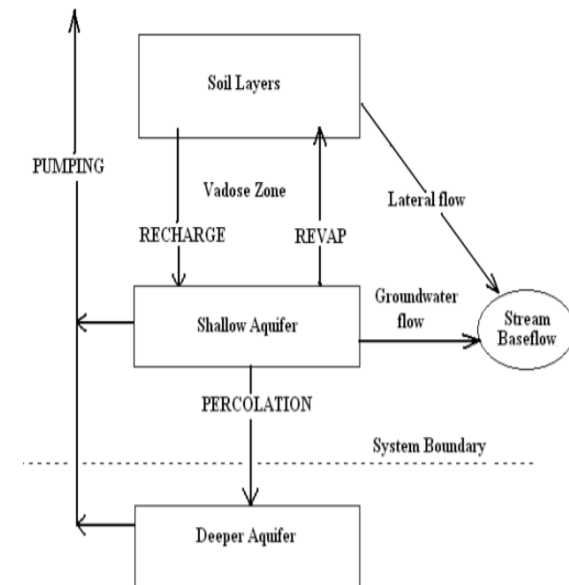 Soil Layers
PUMPING
Vadose Zone
Lateral flow
RECHARGE
REVAP
Groundwater
flow
Shallow Aquifer
Stream
Baseflow
PERCOLATION
System Boundary
Deeper Aquifer